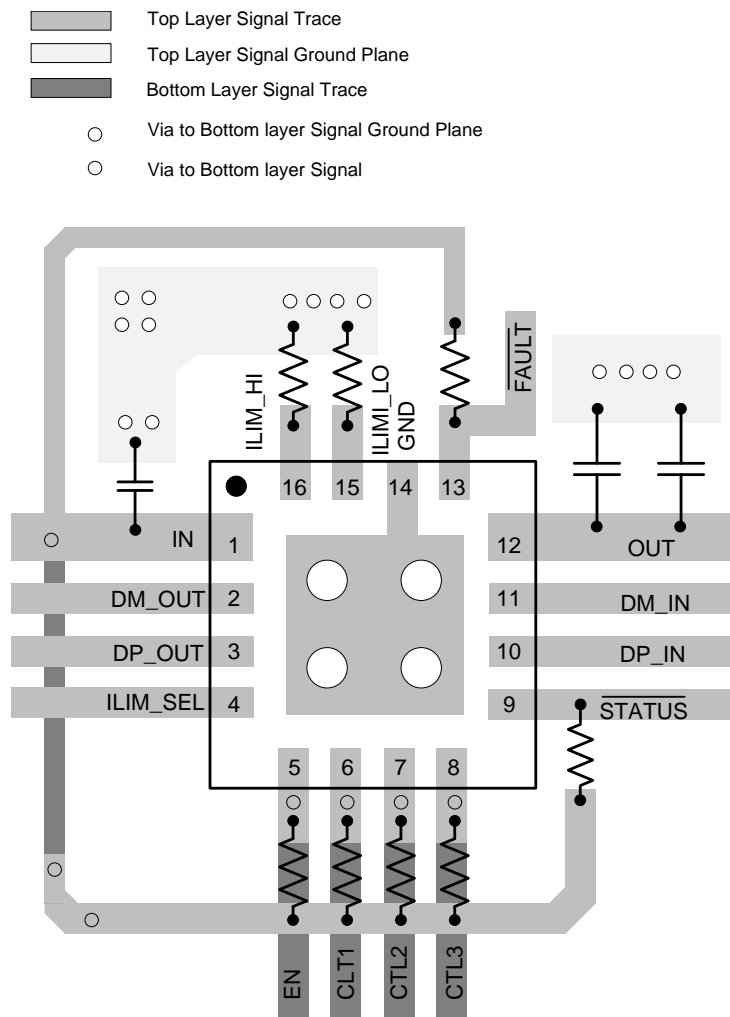 Top Layer Signal Trace
Top Layer Signal Ground Plane
Bottom Layer Signal Trace
Via to Bottom layer Signal Ground Plane
Via to Bottom layer Signal
ILIM_HI
ILIMI_LO
GND
FAULT
16
15
14
13
IN
1
12
OUT
DM_OUT
2
11
DM_IN
DP_OUT
3
10
DP_IN
ILIM_SEL
4
9
STATUS
5
6
7
8
EN
CLT1
CTL2
CTL3